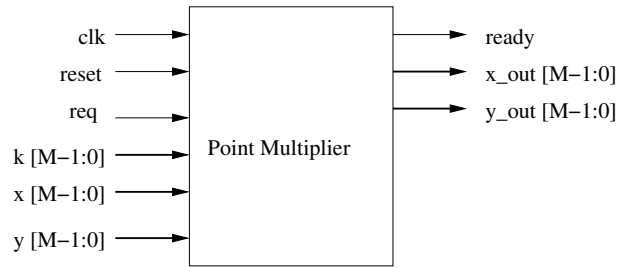 clk
reset
req
k [M−1:0]
x [M−1:0]
y [M−1:0]
Point Multiplier
ready
x_out [M−1:0]
y_out [M−1:0]